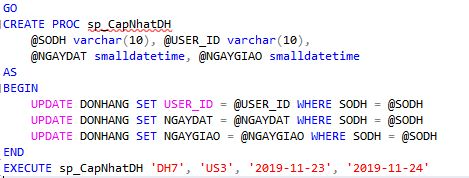 GO
CREATE PROC sp_CapNhatDH
@SODH varchar(10), @USER_ID varchar(10),
@NGAYDAT smalldatetime, @NGAYGIAO smalldatetime
AS
BEGIN
UPDATE DONHANG SET USER_ID = @USER_ID WHERE SODH = @SODH
UPDATE DONHANG SET NGAYDAT = @NGAYDAT WHERE SODH = @SODH
UPDATE DONHANG SET NGAYGIAO = @NGAYGIAO WHERE SODH = @SODH
END
EXECUTE sp_CapNhatDH 'DH7', 'US3', '2019-11-23', '2019-11-24'